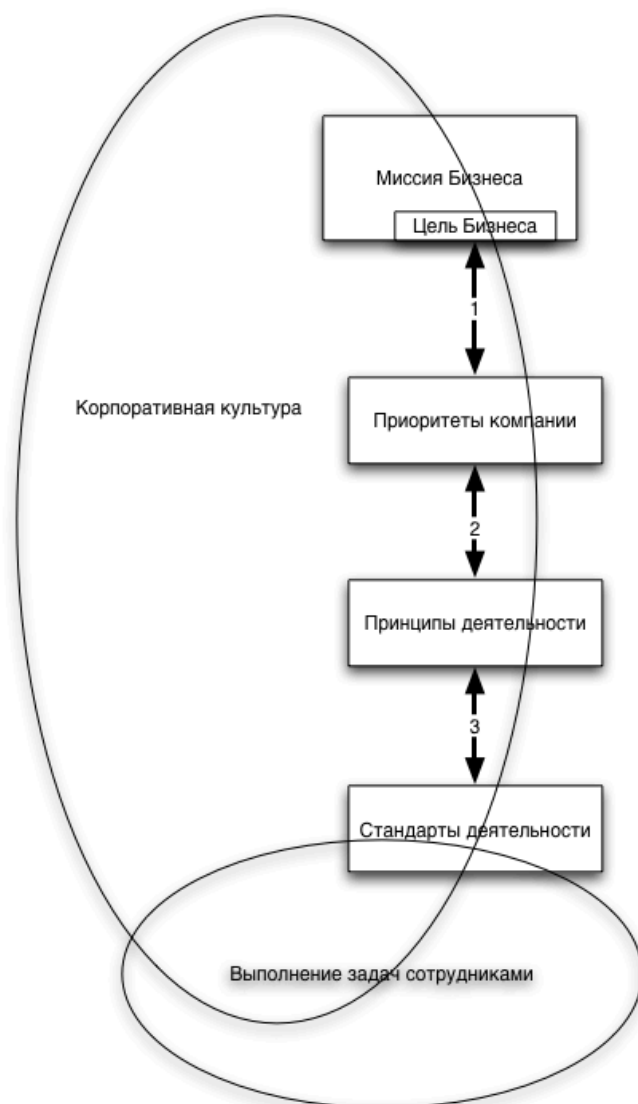 Миссия Бизнеса
Цель Бизнеса
1
Корпоративная культура
Приоритеты компании
2
Принципы деятельности
3
Стандарты деятельности
Выполнение задач сотрудниками